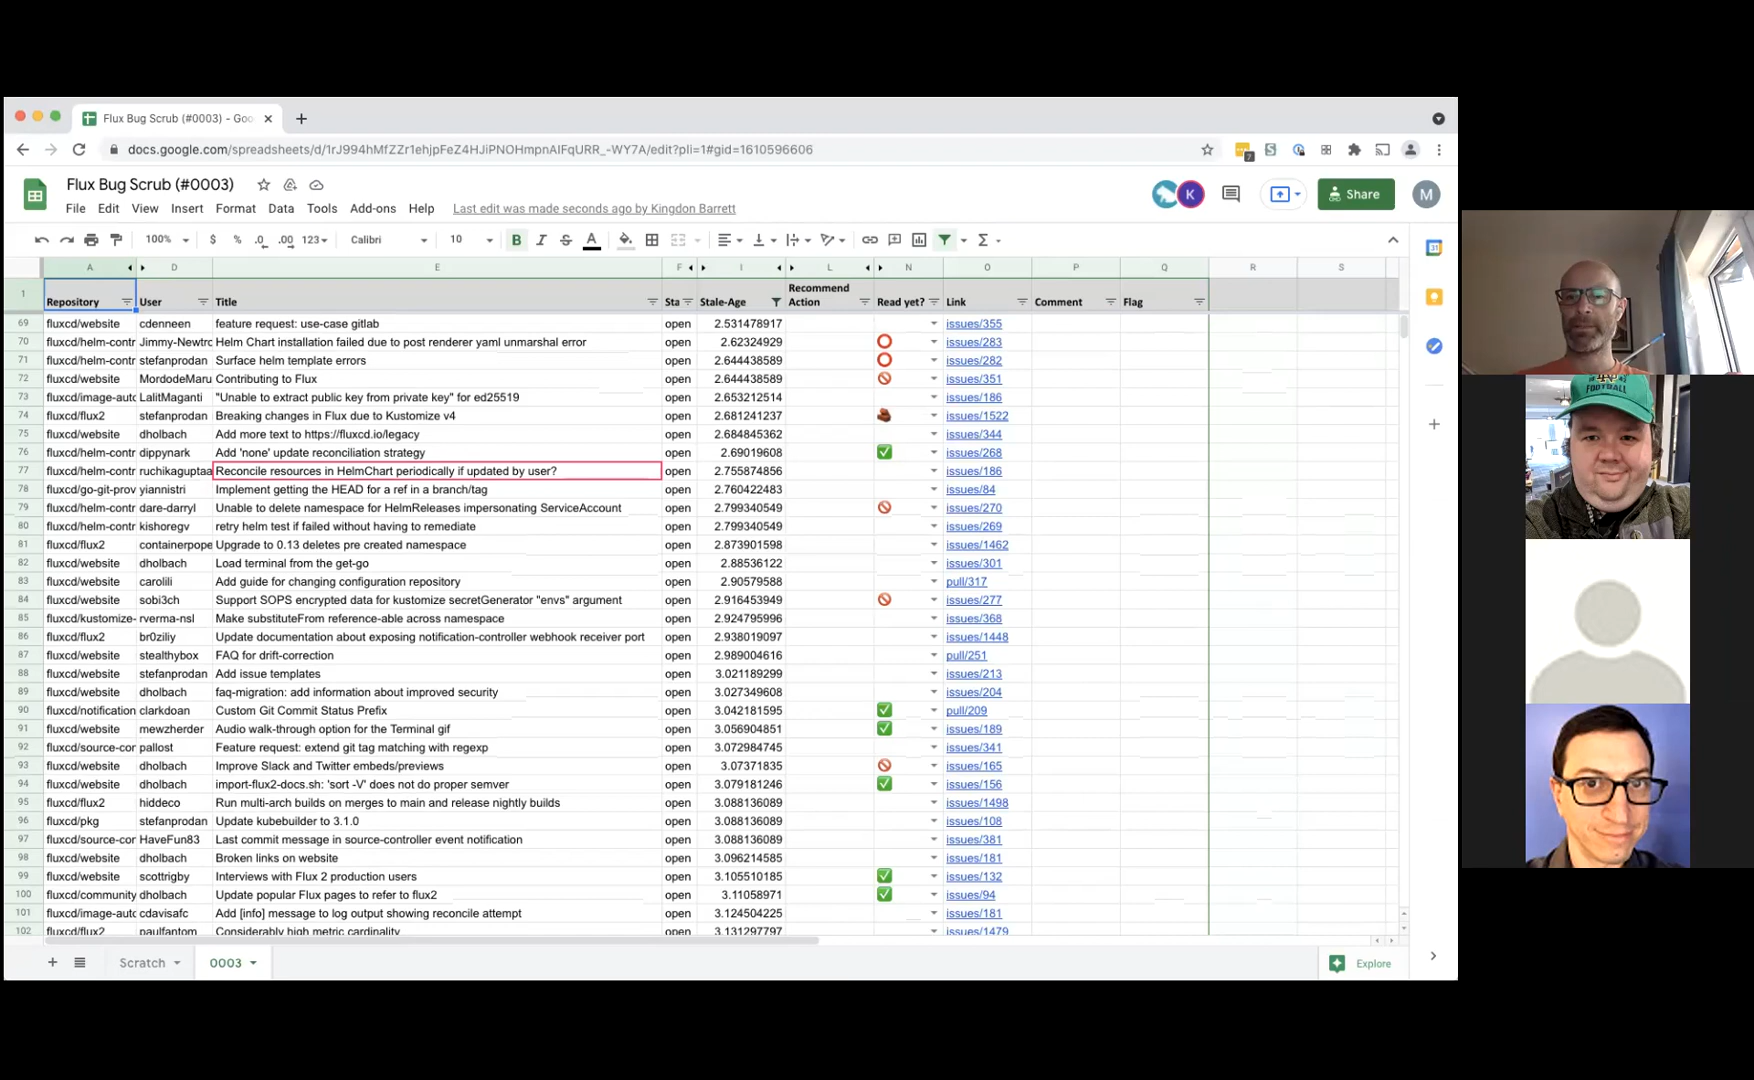 Flux Bug Scrub (#0003) - Goo
docs.google.com/spreadsheets/d/1rJ994hMfZZr1ehjpFeZ4HJiPNOHmpnAIFqURR_-WY7A/edit?pli=1#gid=1610596606
7
Flux Bug Scrub (#0003)
K
Share
M
File Edit View Insert Format Data Tools Add-ons Help Last edit was made seconds ago by Kingdon Barrett
100% $ % .0 .00 123 Calibri 10 B I S A
31
A D E F I L N O P Q R S
1 Repository User Title Sta Stale-Age Recommend Action Read yet? Link Comment Flag
69 fluxcd/website cdenneen feature request: use-case gitlab open 2.531478917 issues/355
70 fluxcd/helm-contr Jimmy-Newtro Helm Chart installation failed due to post renderer yaml unmarshal error open 2.62324929 issues/283
71 fluxcd/helm-contr stefanprodan Surface helm template errors open 2.644438589 issues/282
72 fluxcd/website MordodeMaru Contributing to Flux open 2.644438589 issues/351
73 fluxcd/image-auto LalitMaganti "Unable to extract public key from private key" for ed25519 open 2.653212514 issues/186
74 fluxcd/flux2 stefanprodan Breaking changes in Flux due to Kustomize v4 open 2.681241237 issues/1522
75 fluxcd/website dholbach Add more text to https://fluxcd.io/legacy open 2.684845362 issues/344
76 fluxcd/helm-contr dippynark Add 'none' update reconciliation strategy open 2.69019608 issues/268
77 fluxcd/helm-contr ruchikaguptaa Reconcile resources in HelmChart periodically if updated by user? open 2.755874856 issues/186
78 fluxcd/go-git-prov yiannistri Implement getting the HEAD for a ref in a branch/tag open 2.760422483 issues/84
79 fluxcd/helm-contr dare-darryl Unable to delete namespace for HelmReleases impersonating ServiceAccount open 2.799340549 issues/270
80 fluxcd/helm-contr kishoregv retry helm test if failed without having to remediate open 2.799340549 issues/269
81 fluxcd/flux2 containerpope Upgrade to 0.13 deletes pre created namespace open 2.873901598 issues/1462
82 fluxcd/website dholbach Load terminal from the get-go open 2.88536122 issues/301
83 fluxcd/website carolili Add guide for changing configuration repository open 2.90579588 pull/317
84 fluxcd/website sobi3ch Support SOPS encrypted data for kustomize secretGenerator "envs" argument open 2.916453949 issues/277
85 fluxcd/kustomize- rverma-nsl Make substituteFrom reference-able across namespace open 2.924795996 issues/368
86 fluxcd/flux2 br0ziliy Update documentation about exposing notification-controller webhook receiver port open 2.938019097 issues/1448
87 fluxcd/website stealthybox FAQ for drift-correction open 2.989004616 pull/251
88 fluxcd/website stefanprodan Add issue templates open 3.021189299 issues/213
89 fluxcd/website dholbach faq-migration: add information about improved security open 3.027349608 issues/204
90 fluxcd/notification clarkdoan Custom Git Commit Status Prefix open 3.042181595 pull/209
91 fluxcd/website mewzherder Audio walk-through option for the Terminal gif open 3.056904851 issues/189
92 fluxcd/source-cor pallost Feature request: extend git tag matching with regexp open 3.072984745 issues/341
93 fluxcd/website dholbach Improve Slack and Twitter embeds/previews open 3.07371835 issues/165
94 fluxcd/website dholbach import-flux2-docs.sh: 'sort -V' does not do proper semver open 3.079181246 issues/156
95 fluxcd/flux2 hiddeco Run multi-arch builds on merges to main and release nightly builds open 3.088136089 issues/1498
96 fluxcd/pkg stefanprodan Update kubebuilder to 3.1.0 open 3.088136089 issues/108
97 fluxcd/source-cor HaveFun83 Last commit message in source-controller event notification open 3.088136089 issues/381
98 fluxcd/website dholbach Broken links on website open 3.096214585 issues/181
99 fluxcd/website scottrigby Interviews with Flux 2 production users open 3.105510185 issues/132
100 fluxcd/community dholbach Update popular Flux pages to refer to flux2 open 3.11058971 issues/94
101 fluxcd/image-auto cdavisafc Add [info] message to log output showing reconcile attempt open 3.124504225 issues/181
102 fluxcd/flux2 paulfantom Considerably high metric cardinality open 3.131297797 issues/1479
Scratch 0003 Explore
FOOTBALL